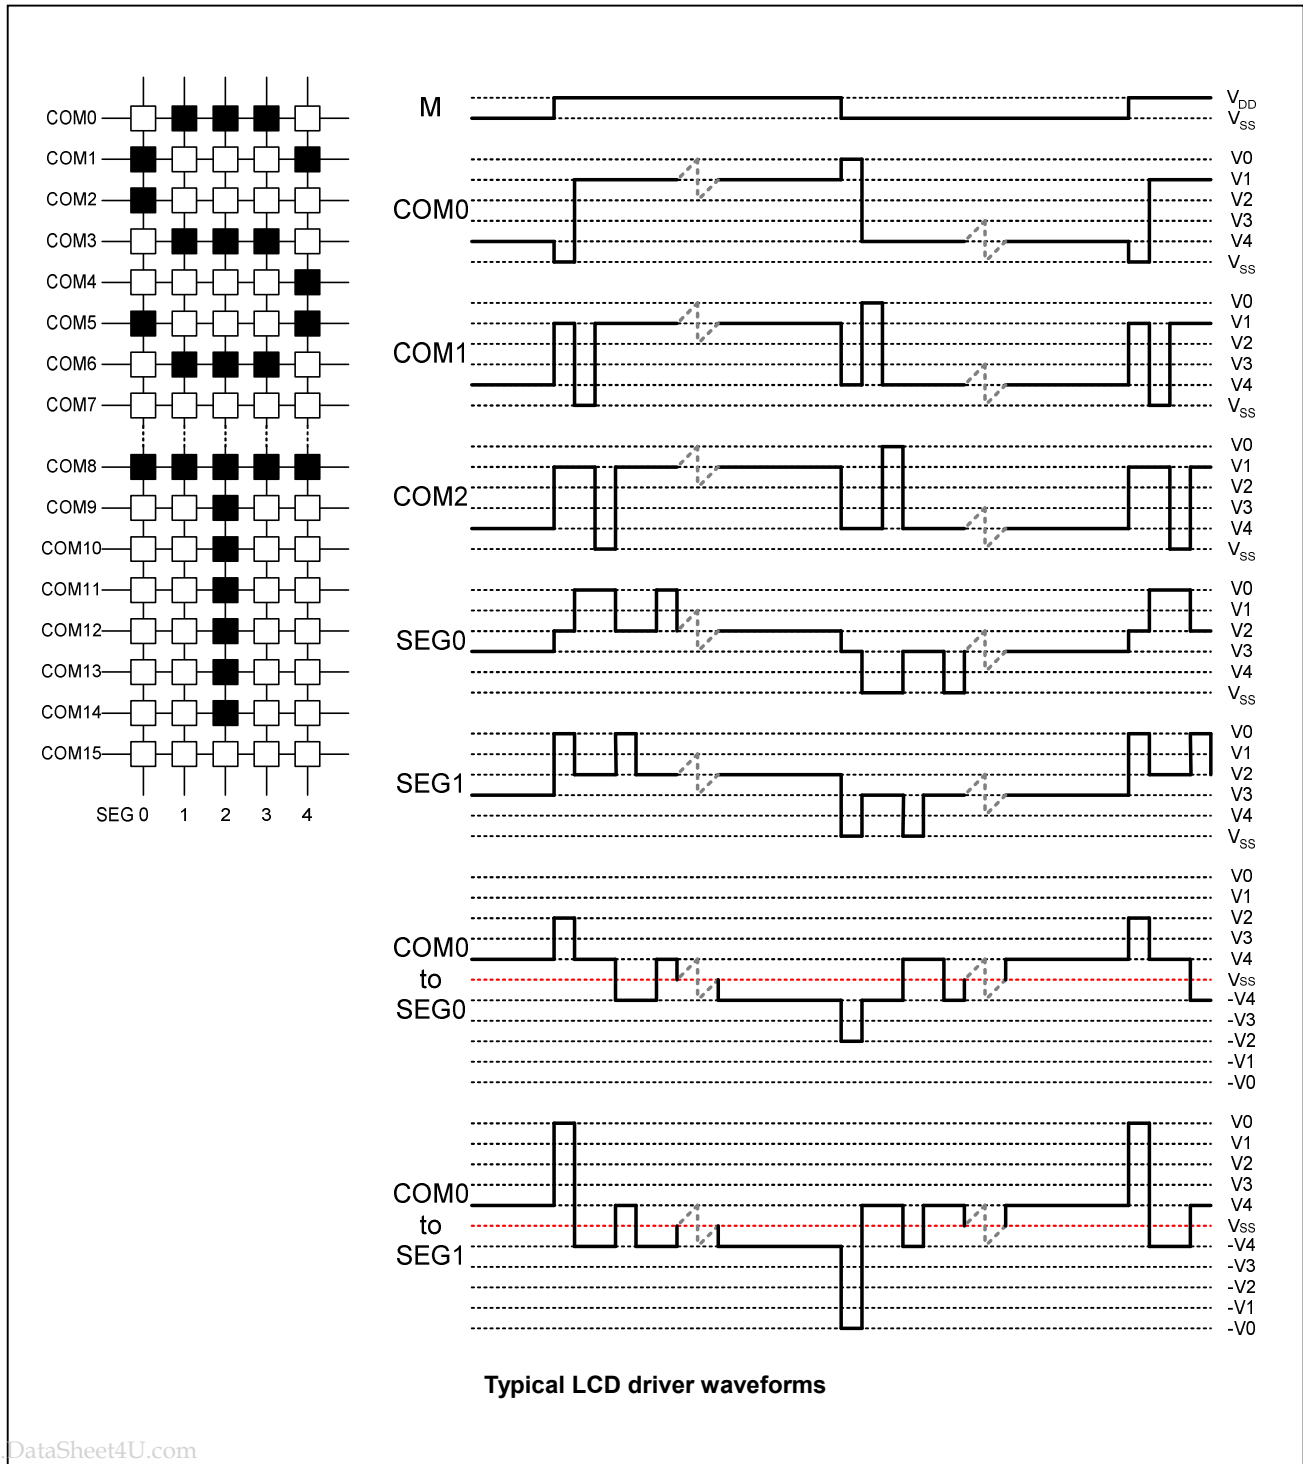 COM0
COM1
COM2
COM3
COM4
COM5
COM6
COM7
COM8
COM9
COM10
COM11
COM12
COM13
COM14
COM15
SEG 0 1 2 3 4
M
VDD
VSS
COM0
V0
V1
V2
V3
V4
VSS
COM1
V0
V1
V2
V3
V4
VSS
COM2
V0
V1
V2
V3
V4
VSS
SEG0
V0
V1
V2
V3
V4
VSS
SEG1
V0
V1
V2
V3
V4
VSS
COM0
to
SEG0
V0
V1
V2
V3
V4
VSS
-V4
-V3
-V2
-V1
-V0
COM0
to
SEG1
V0
V1
V2
V3
V4
VSS
-V4
-V3
-V2
-V1
-V0
Typical LCD driver waveforms
.DataSheet4U.com